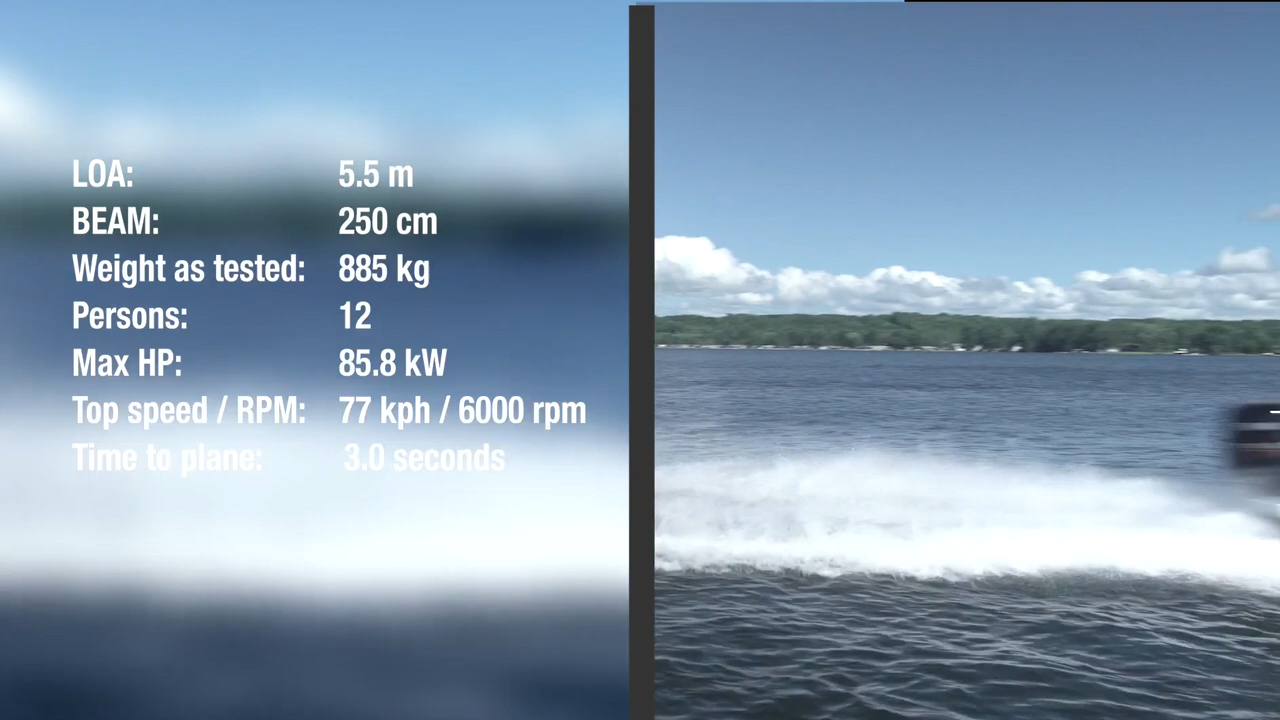 LOA: 5.5 m
BEAM: 250 cm
Weight as tested: 885 kg
Persons: 12
Max HP: 85.8 kW
Top speed / RPM: 77 kph / 6000 rpm
Time to plane: 3.0 seconds